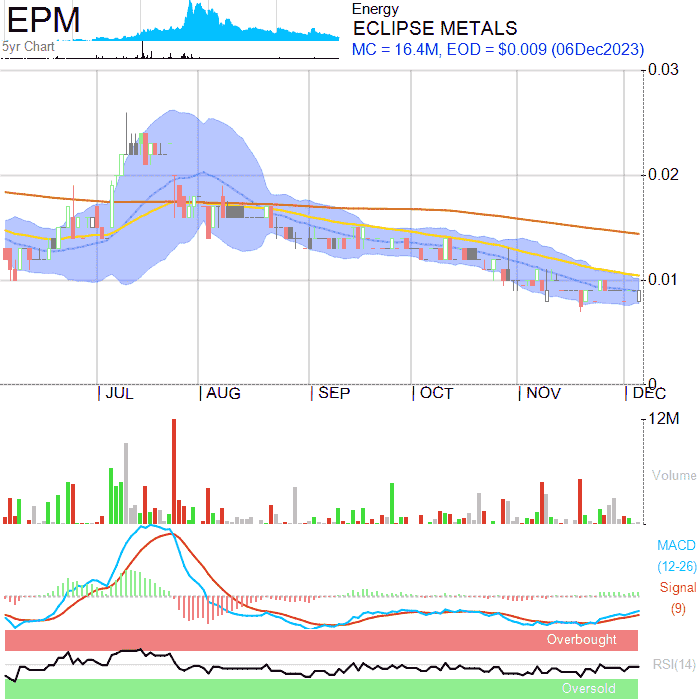 EPM
5yr Chart
Energy
ECLIPSE METALS
MC = 16.4M, EOD = $0.009 (06Dec2023)
0.03
0.02
0.01
0
JUL AUG SEP OCT NOV DEC
12M
Volume
MACD
(12-26)
Signal
(9)
Overbought
RSI(14)
Oversold